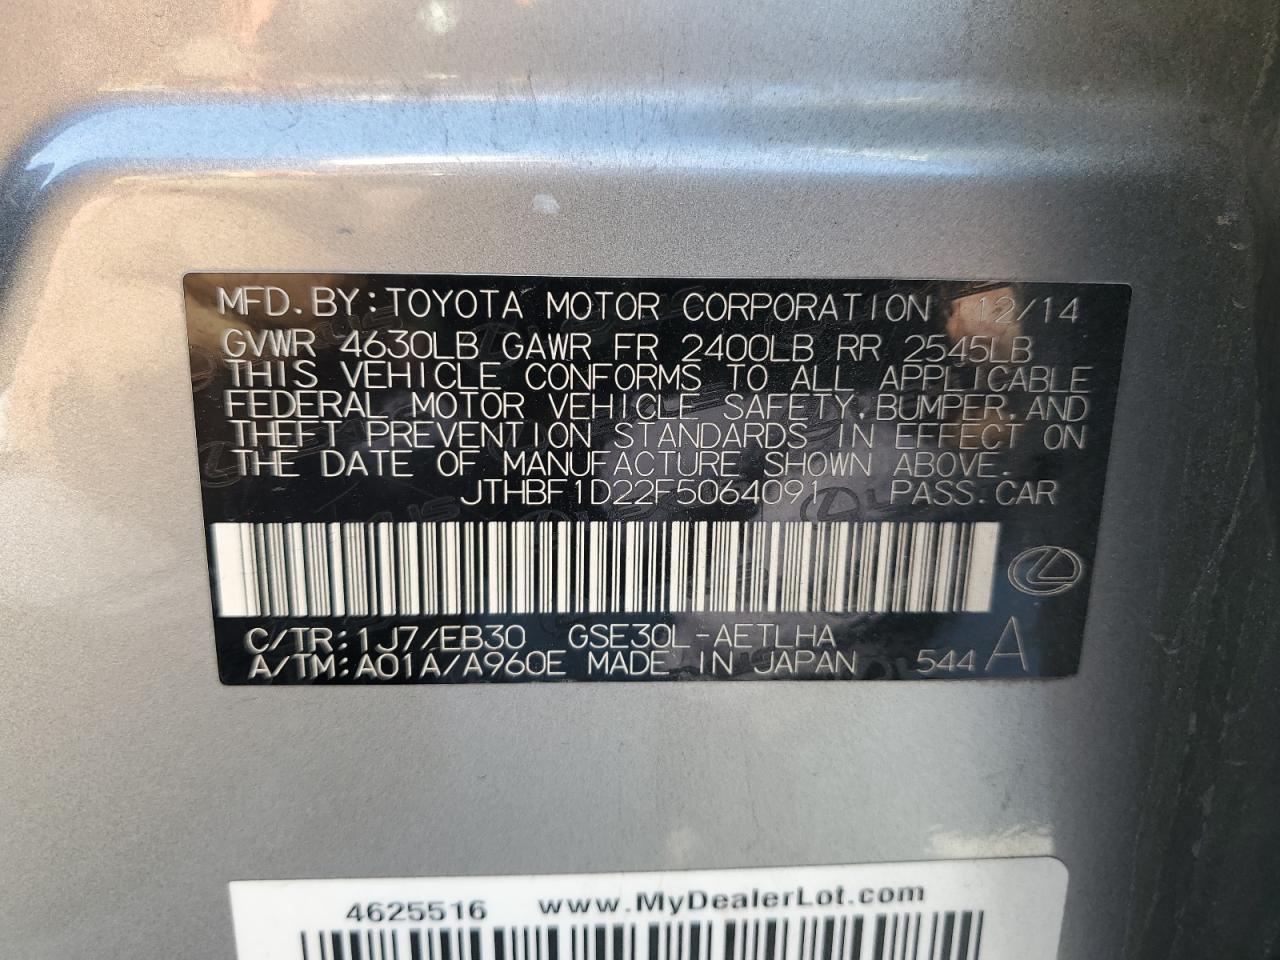 MFD.BY:TOYOTA MOTOR CORPORATION 12/14
GVWR 4630LB GAWR FR 2400LB RR 2545LB
THIS VEHICLE CONFORMS TO ALL APPLICABLE
FEDERAL MOTOR VEHICLE SAFETY,BUMPER,AND
THEFT PREVENTION STANDARDS IN EFFECT ON
THE DATE OF MANUFACTURE SHOWN ABOVE.
JTHBF1D22F5064091 PASS.CAR
C/TR:1J7/EB30 GSE30L-AETLHA
A/TM:A01A/A960E MADE IN JAPAN 544 A
4625516 www.MyDealerLot.com